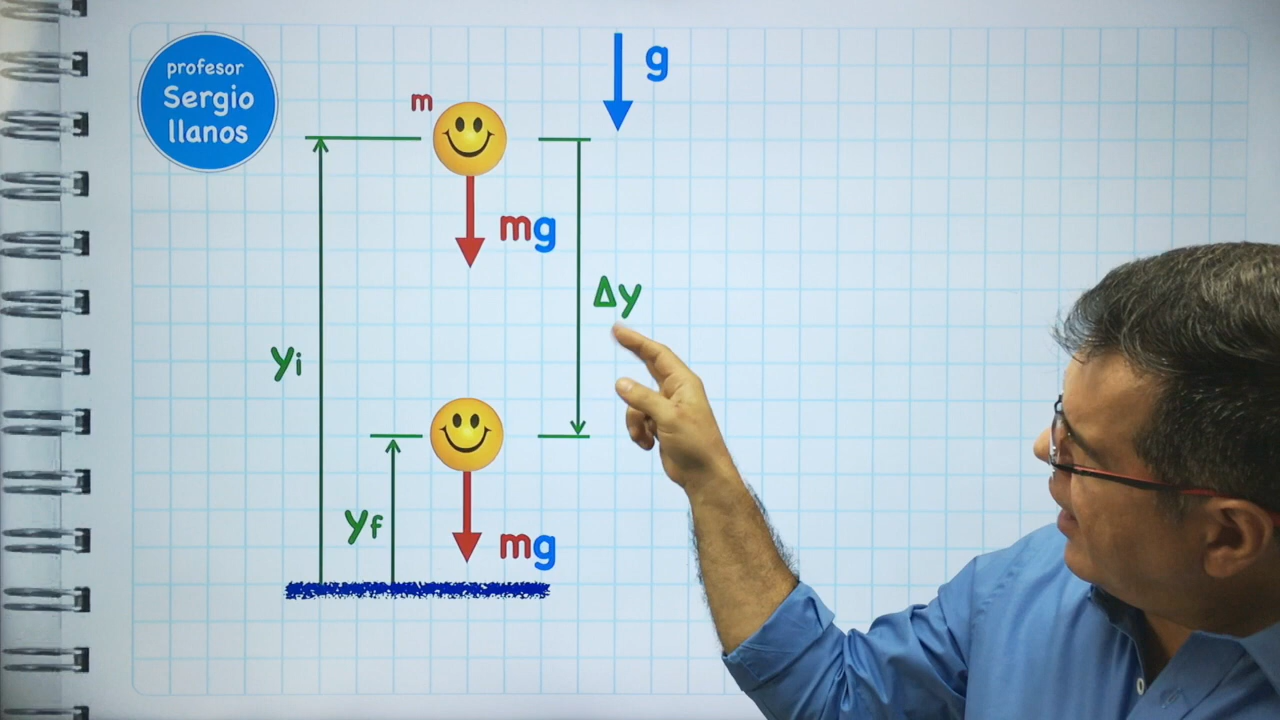 profesor
Sergio
llanos
g
m
mg
Δy
yi
yf
mg